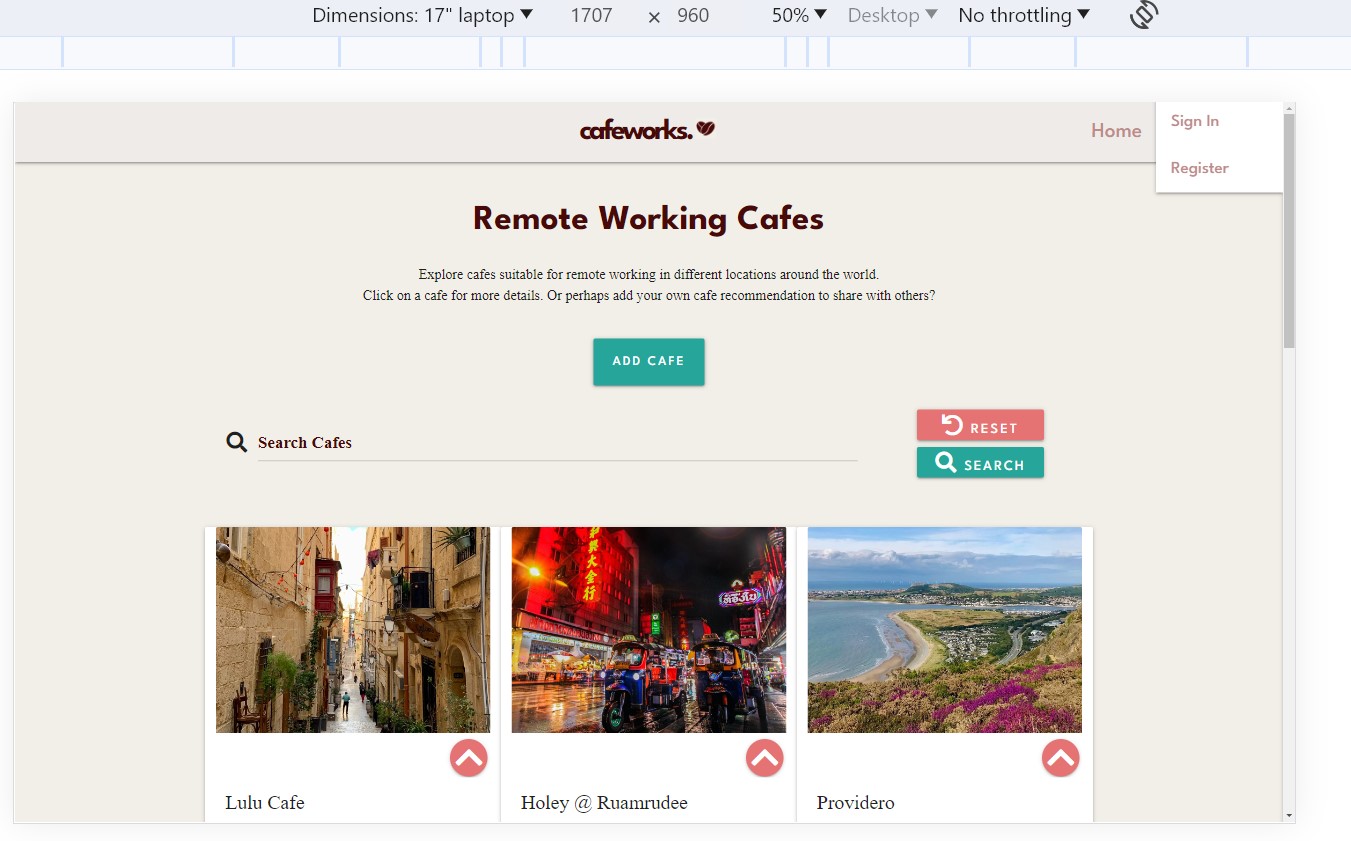 Dimensions: 17" laptop 1707 × 960 50% Desktop No throttling
cafeworks.
Home
Sign In
Register
Remote Working Cafes
Explore cafes suitable for remote working in different locations around the world.
Click on a cafe for more details. Or perhaps add your own cafe recommendation to share with others?
ADD CAFE
Search Cafes
RESET
SEARCH
大
金
行
Lulu Cafe
Holey @ Ruamrudee
Providero